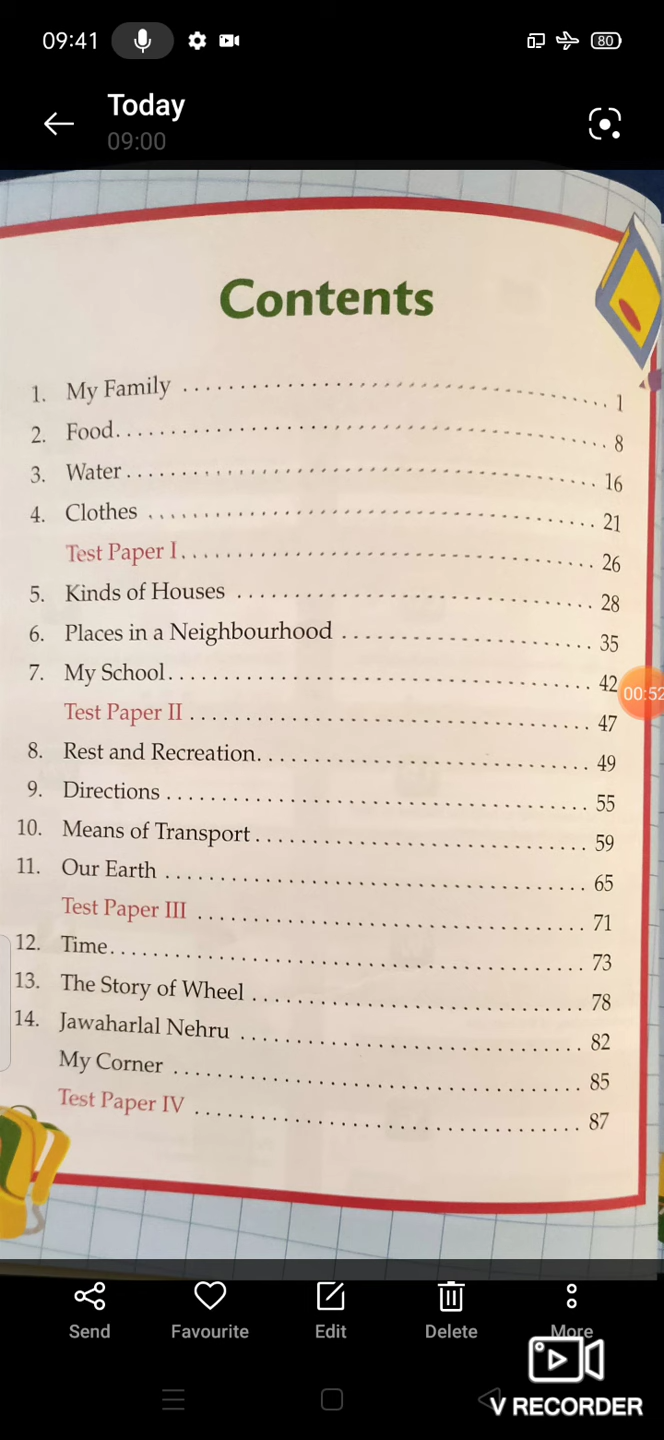 09:41
80
Today
09:00
Contents
1. My Family ........................................ 1
2. Food ........................................ 8
3. Water ........................................ 16
4. Clothes ........................................ 21
Test Paper I ........................................ 26
5. Kinds of Houses ........................................ 28
6. Places in a Neighbourhood ........................................ 35
7. My School ........................................ 42
00:52
Test Paper II ........................................ 47
8. Rest and Recreation ........................................ 49
9. Directions ........................................ 55
10. Means of Transport ........................................ 59
11. Our Earth ........................................ 65
Test Paper III ........................................ 71
12. Time ........................................ 73
13. The Story of Wheel ........................................ 78
14. Jawaharlal Nehru ........................................ 82
My Corner ........................................ 85
Test Paper IV ........................................ 87
Send Favourite Edit Delete More
V RECORDER